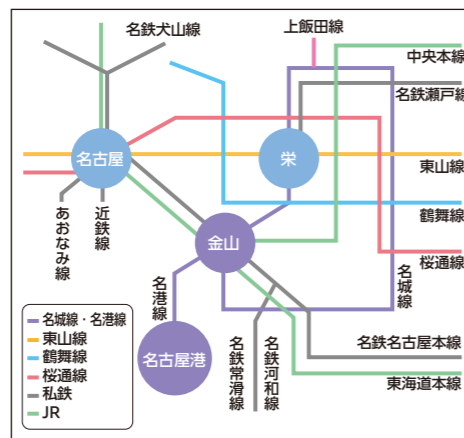 名鉄犬山線
上飯田線
中央本線
名鉄瀬戸線
名古屋
栄
東山線
あおなみ線
近鉄線
鶴舞線
金山
桜通線
名城線
名港線
名古屋港
名鉄常滑線
名鉄河和線
名鉄名古屋本線
東海道本線
名城線・名港線
東山線
鶴舞線
桜通線
私鉄
JR